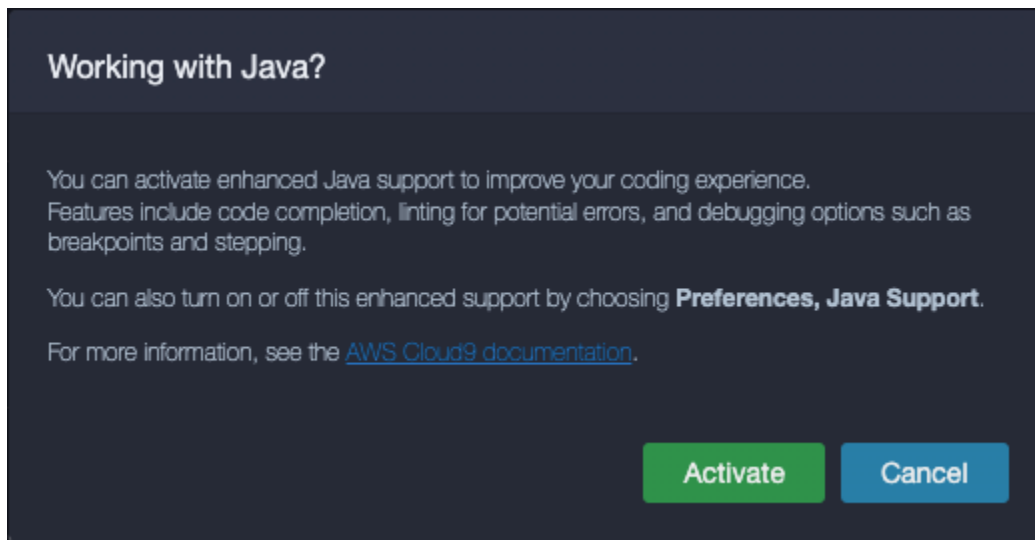 Working with Java?
You can activate enhanced Java support to improve your coding experience.
Features include code completion, linting for potential errors, and debugging options such as
breakpoints and stepping.
You can also turn on or off this enhanced support by choosing Preferences, Java Support.
For more information, see the AWS Cloud9 documentation.
Activate Cancel